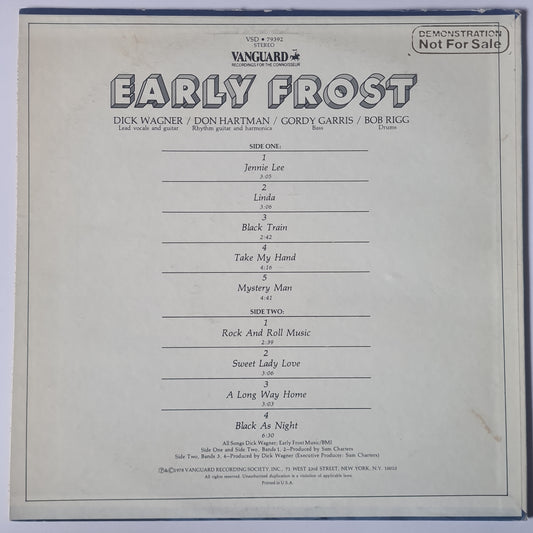 VSD • 79392
STEREO
DEMONSTRATION
Not For Sale
VANGUARD
RECORDINGS FOR THE CONNOISSEUR
EARLY FROST
DICK WAGNER / DON HARTMAN / GORDY GARRIS / BOB RIGG
Lead vocals and guitar Rhythm guitar and harmonica Bass Drums
SIDE ONE:
1
Jennie Lee
3:05
2
Linda
3:06
3
Black Train
2:42
4
Take My Hand
4:16
5
Mystery Man
4:41
SIDE TWO:
1
Rock And Roll Music
2:39
2
Sweet Lady Love
3:06
3
A Long Way Home
3:03
4
Black As Night
6:30
All Songs Dick Wagner; Early Frost Music/BMI
Side One and Side Two, Bands 1, 2—Produced by Sam Charters
Side Two, Bands 3, 4—Produced by Dick Wagner (Executive Producer: Sam Charters)
℗&©1978 VANGUARD RECORDING SOCIETY, INC., 71 WEST 23rd STREET, NEW YORK, N.Y. 10010
All rights reserved. Unauthorized duplication is a violation of applicable laws.
Printed in U.S.A.